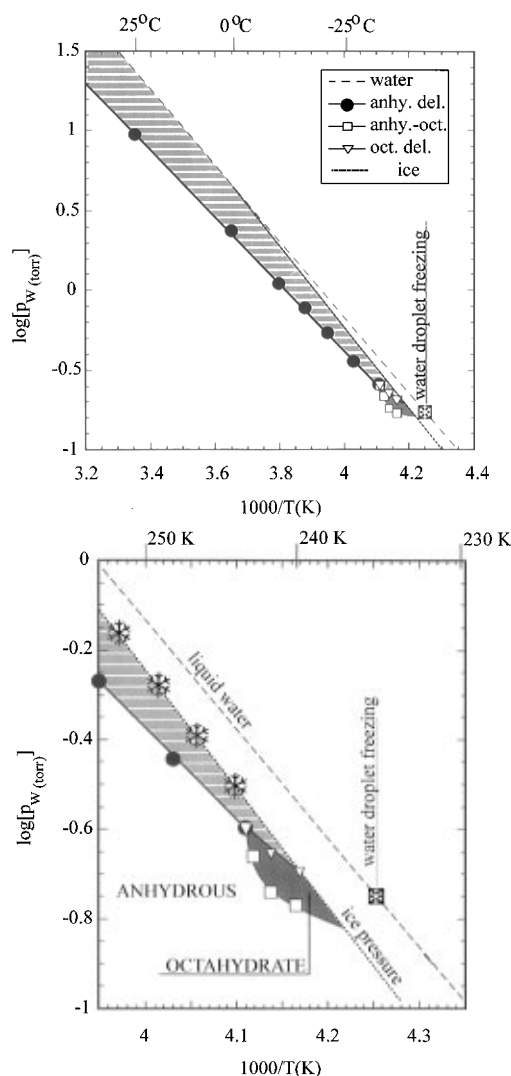 25°C 0°C -25°C
1.5
1
0.5
0
-0.5
-1
log[pW (torr)]
water
anhy. del.
anhy.-oct.
oct. del.
ice
water droplet freezing
3.2 3.4 3.6 3.8 4 4.2 4.4
1000/T(K)
250 K 240 K 230 K
0
-0.2
-0.4
-0.6
-0.8
-1
log[pW (torr)]
liquid water
water droplet freezing
ANHYDROUS
OCTAHYDRATE
ice pressure
4 4.1 4.2 4.3
1000/T(K)